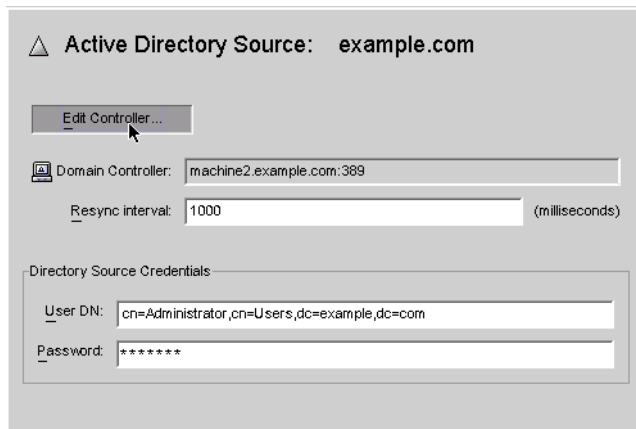 Active Directory Source: example.com
Edit Controller...
Domain Controller: machine2.example.com:389
Resync interval: 1000 (milliseconds)
Directory Source Credentials
User DN: cn=Administrator,cn=Users,dc=example,dc=com
Password: *******